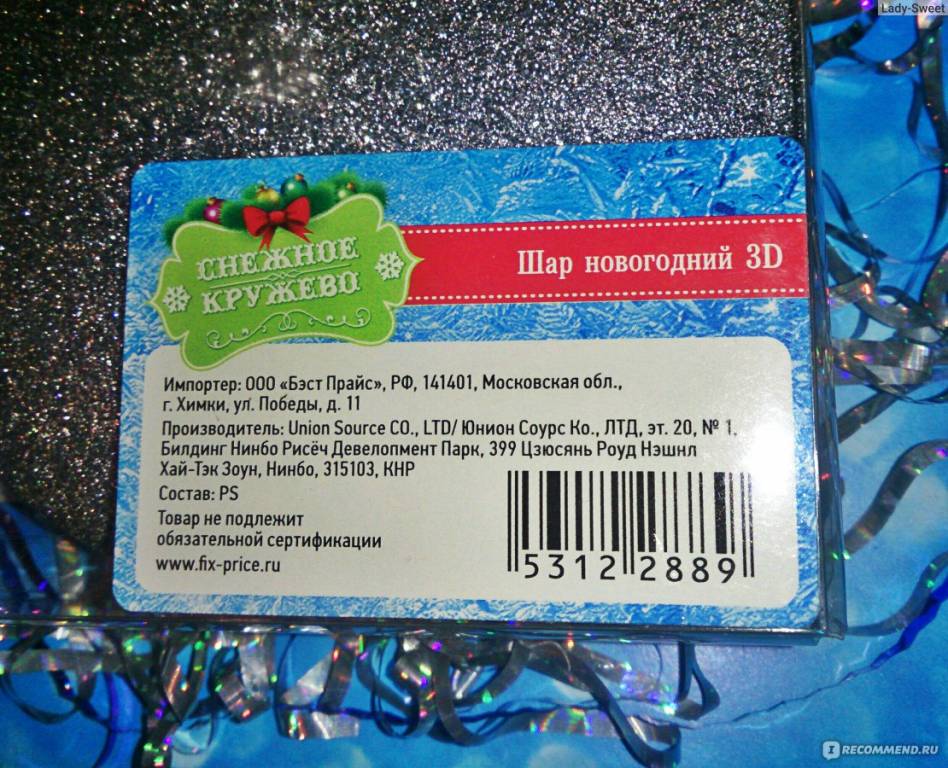 Lady-Sweet
СНЕЖНОЕ
КРУЖЕВО
Шар новогодний 3D
Импортер: ООО «Бэст Прайс», РФ, 141401, Московская обл.,
г. Химки, ул. Победы, д. 11
Производитель: Union Source CO., LTD/ Юнион Соурс Ко., ЛТД, эт. 20, № 1.
Билдинг Нинбо Рисёч Девелопмент Парк, 399 Цзюсянь Роуд Нэшнл
Хай-Тэк Зоун, Нинбо, 315103, КНР
Состав: PS
Товар не подлежит
обязательной сертификации
www.fix-price.ru
5312 2889
IRECOMMEND.RU